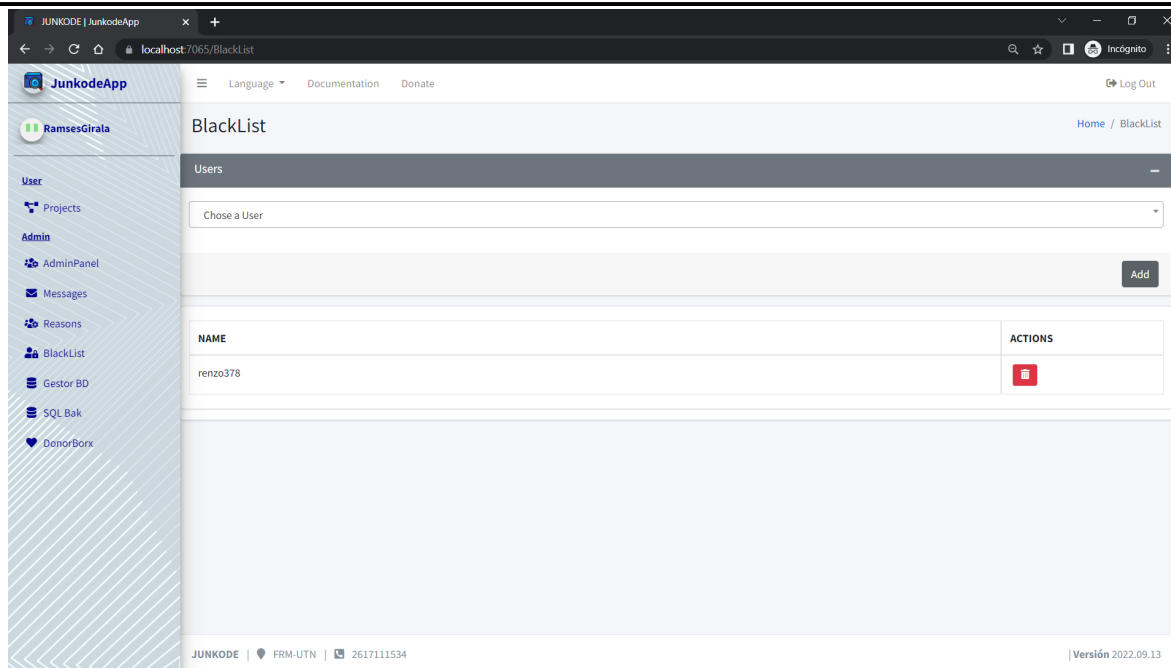 JUNKODE | JunkodeApp
localhost:7065/BlackList
Incógnito
JunkodeApp
Language
Documentation
Donate
Log Out
RamsesGirala
BlackList
Home / BlackList
Users
User
Projects
Chose a User
Admin
AdminPanel
Add
Messages
Reasons
NAME
ACTIONS
BlackList
renzo378
Gestor BD
SQL Bak
DonorBorx
JUNKODE | FRM-UTN | 2617111534
| Versión 2022.09.13